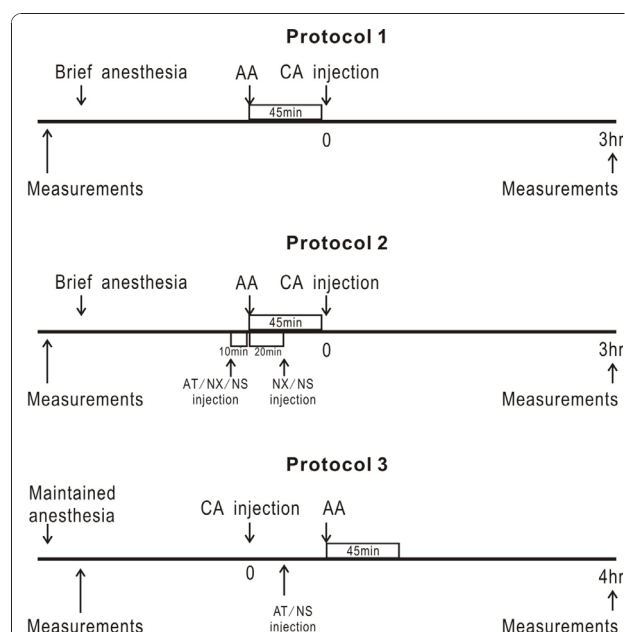 Protocol 1
Brief anesthesia AA CA injection
45min
0 3hr
Measurements Measurements
Protocol 2
Brief anesthesia AA CA injection
45min
10min 20min 0 3hr
AT/NX/NS injection NX/NS injection
Measurements Measurements
Protocol 3
Maintained anesthesia
CA injection AA
45min
0 4hr
AT/NS injection
Measurements Measurements